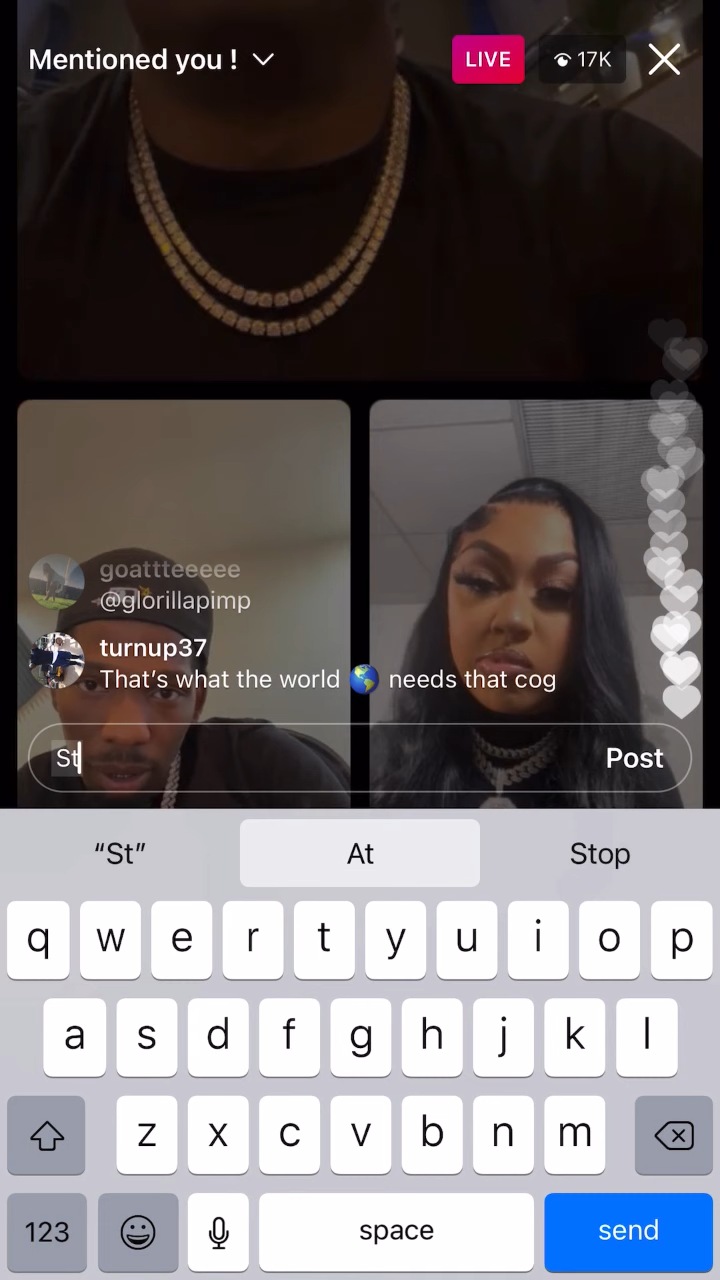 Mentioned you !
LIVE
17K
goattteeeee
@glorillapimp
turnup37
That’s what the world 🌎 needs that cog
St
Post
“St”
At
Stop
q w e r t y u i o p
a s d f g h j k l
z x c v b n m
123
space
send